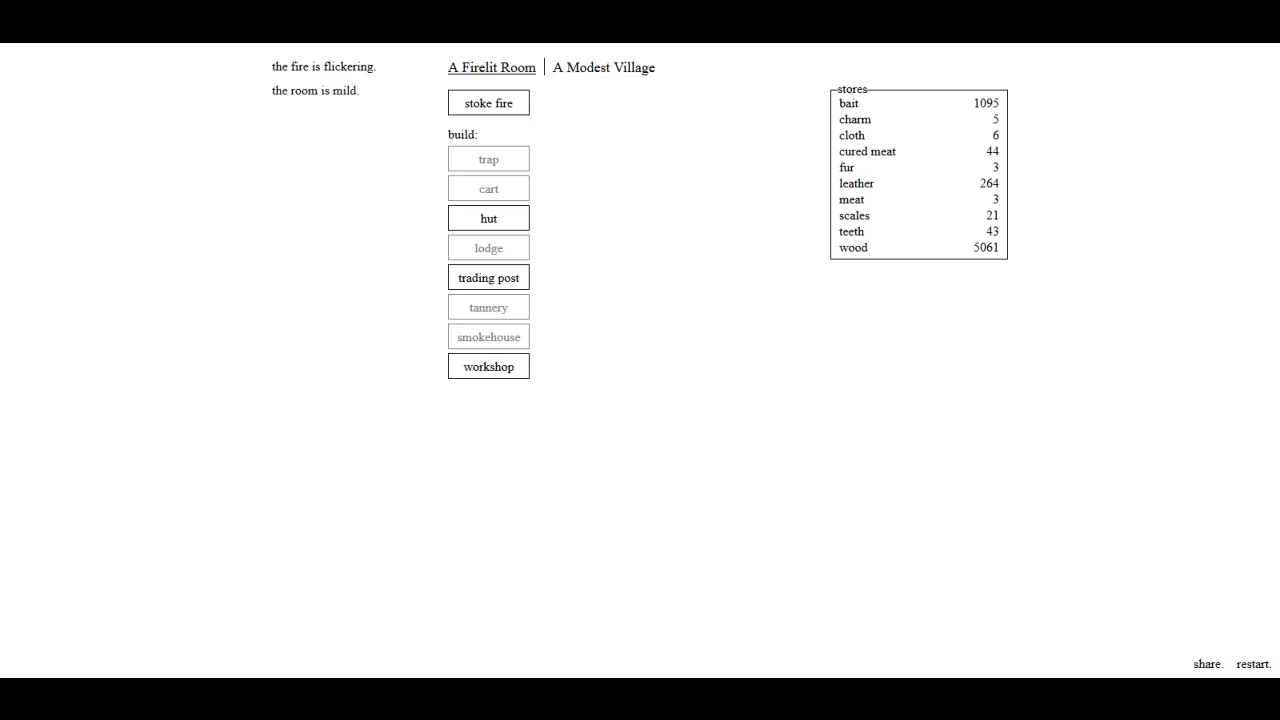 the fire is flickering.
the room is mild.
A Firelit Room | A Modest Village
stoke fire
build:
trap
cart
hut
lodge
trading post
tannery
smokehouse
workshop
stores
bait 1095
charm 5
cloth 6
cured meat 44
fur 3
leather 264
meat 3
scales 21
teeth 43
wood 5061
share. restart.